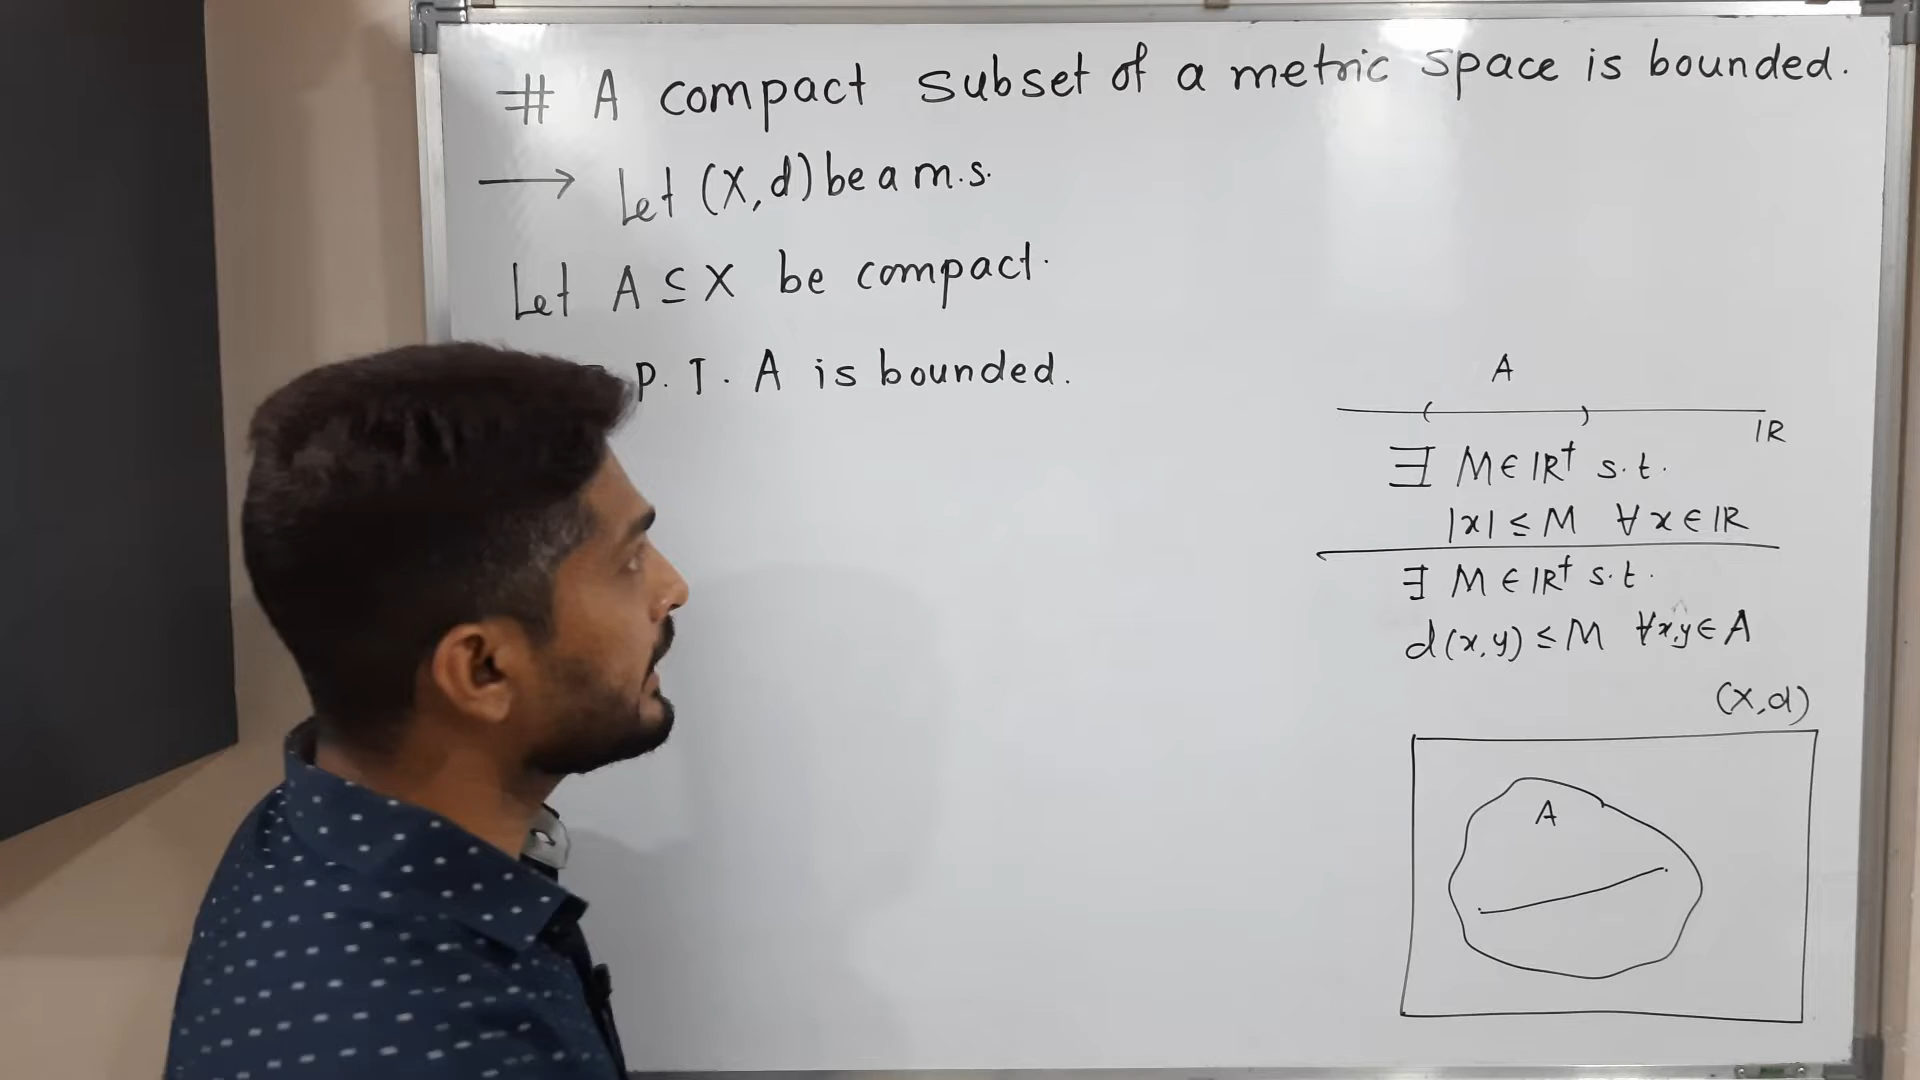 # A compact subset of a metric space is bounded.
→ Let (X,d) be a m.s.
Let A ⊆ X be compact.
P. T. A is bounded.
A
IR
∃ M ∈ IR⁺ s.t.
|x| ≤ M ∀ x ∈ IR
∃ M ∈ IR⁺ s.t.
d(x,y) ≤ M ∀x,y ∈ A
(X,d)
A